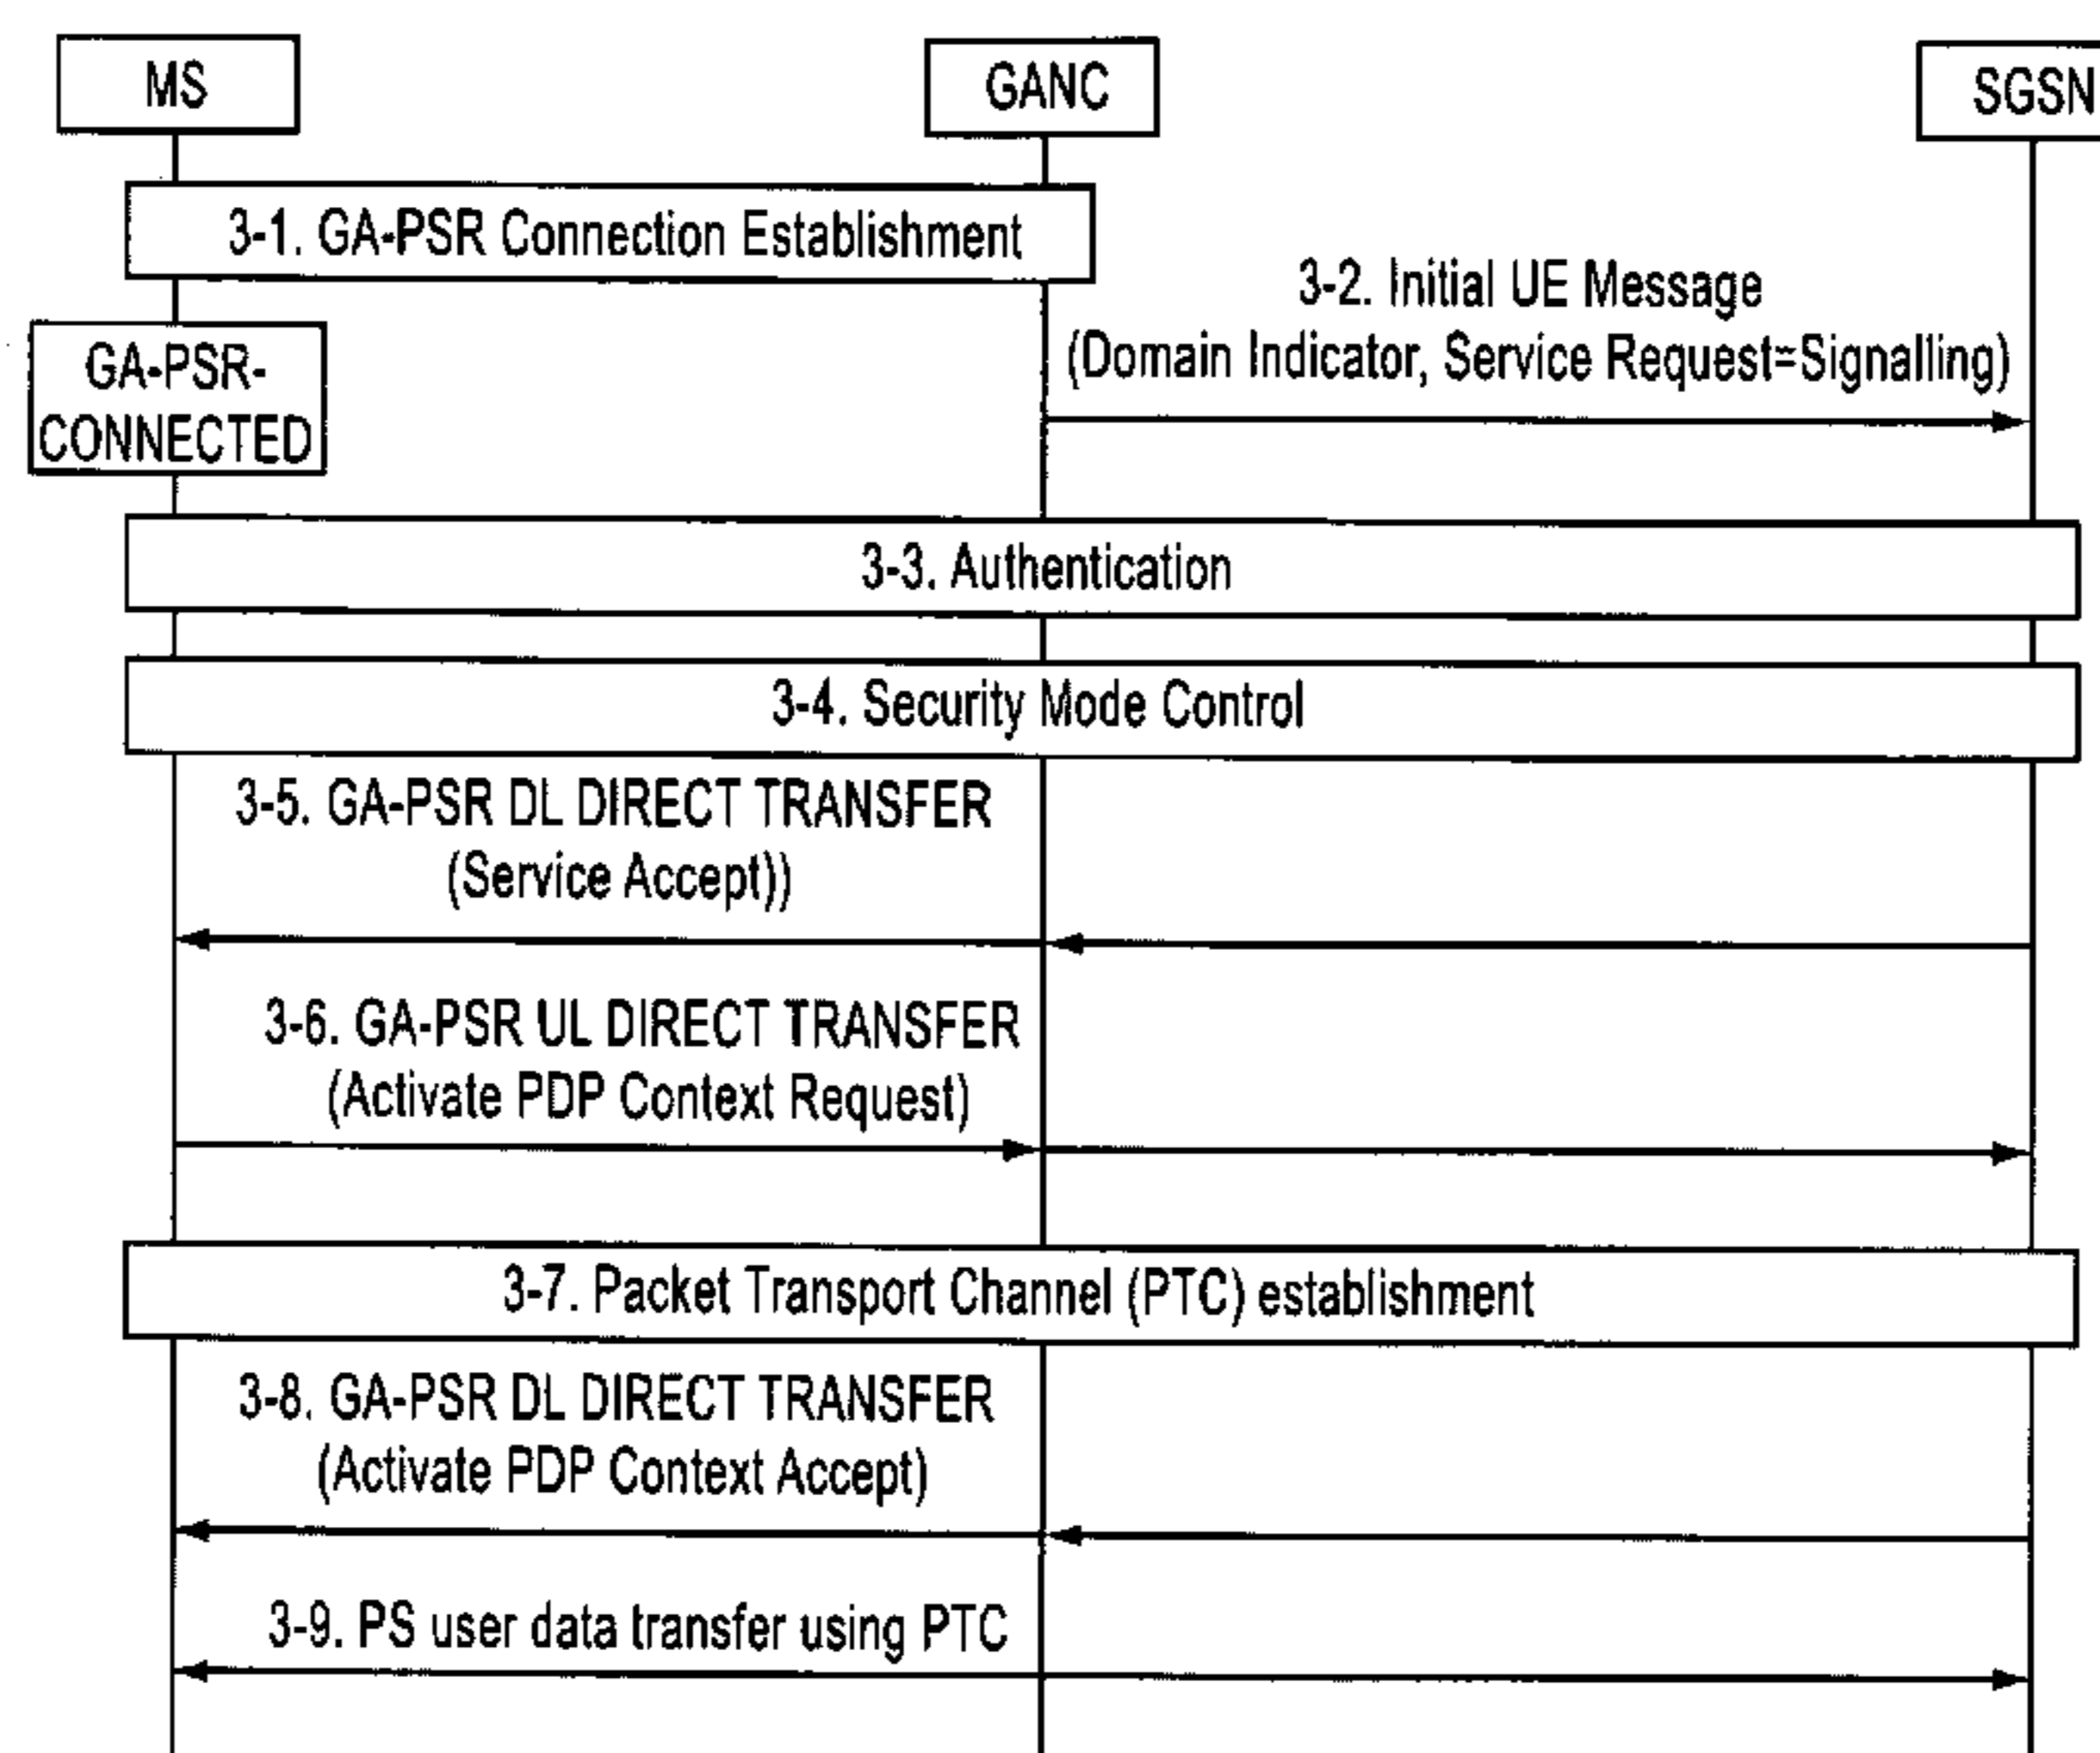 MS
GANC
SGSN
3-1. GA-PSR Connection Establishment
3-2. Initial UE Message
(Domain Indicator, Service Request=Signalling)
GA-PSR-
CONNECTED
3-3. Authentication
3-4. Security Mode Control
3-5. GA-PSR DL DIRECT TRANSFER
(Service Accept))
3-6. GA-PSR UL DIRECT TRANSFER
(Activate PDP Context Request)
3-7. Packet Transport Channel (PTC) establishment
3-8. GA-PSR DL DIRECT TRANSFER
(Activate PDP Context Accept)
3-9. PS user data transfer using PTC